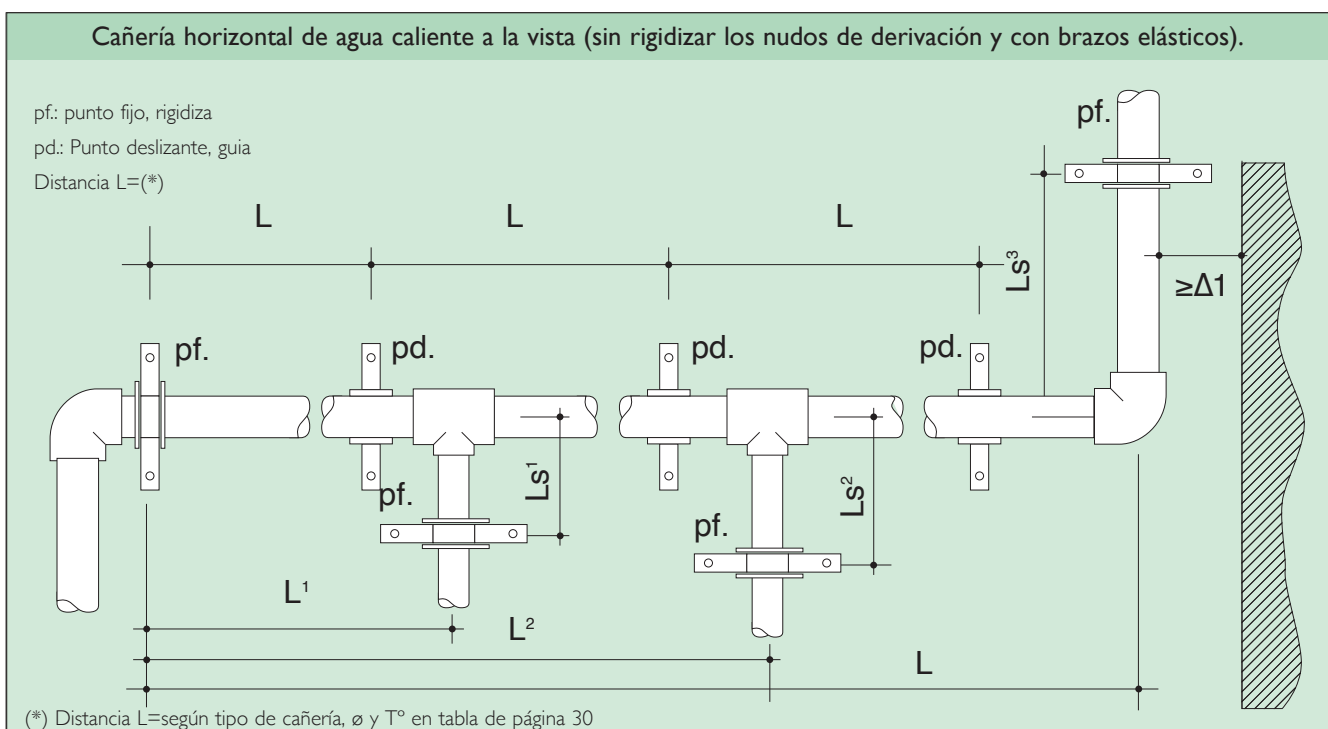 Cañería horizontal de agua caliente a la vista (sin rigidizar los nudos de derivación y con brazos elásticos).
pf.: punto fijo, rigidiza
pd.: Punto deslizante, guia
Distancia L=(*)
pf.
L
L
L
Ls³
≥Δ1
pf.
pd.
pd.
pd.
Ls¹
Ls²
pf.
pf.
L¹
L²
L
(*) Distancia L=según tipo de cañería, ø y Tº en tabla de página 30